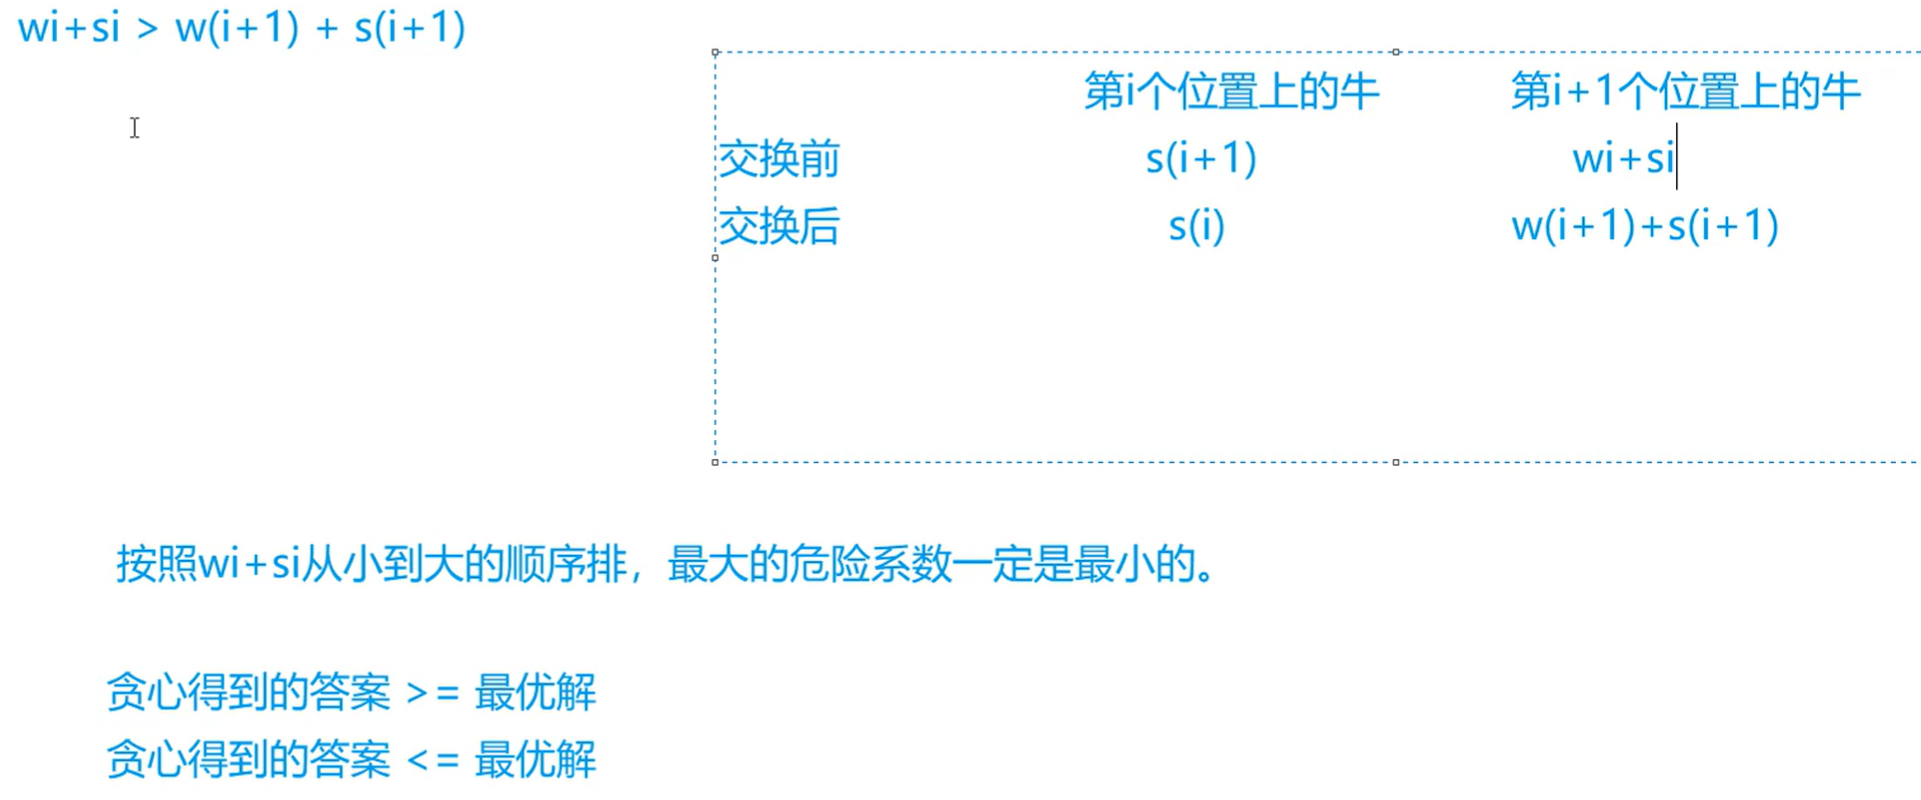 wi+si > w(i+1) + s(i+1)
第i个位置上的牛 第i+1个位置上的牛
交换前 s(i+1) wi+si
交换后 s(i) w(i+1)+s(i+1)
按照wi+si从小到大的顺序排，最大的危险系数一定是最小的。
贪心得到的答案 >= 最优解
贪心得到的答案 <= 最优解